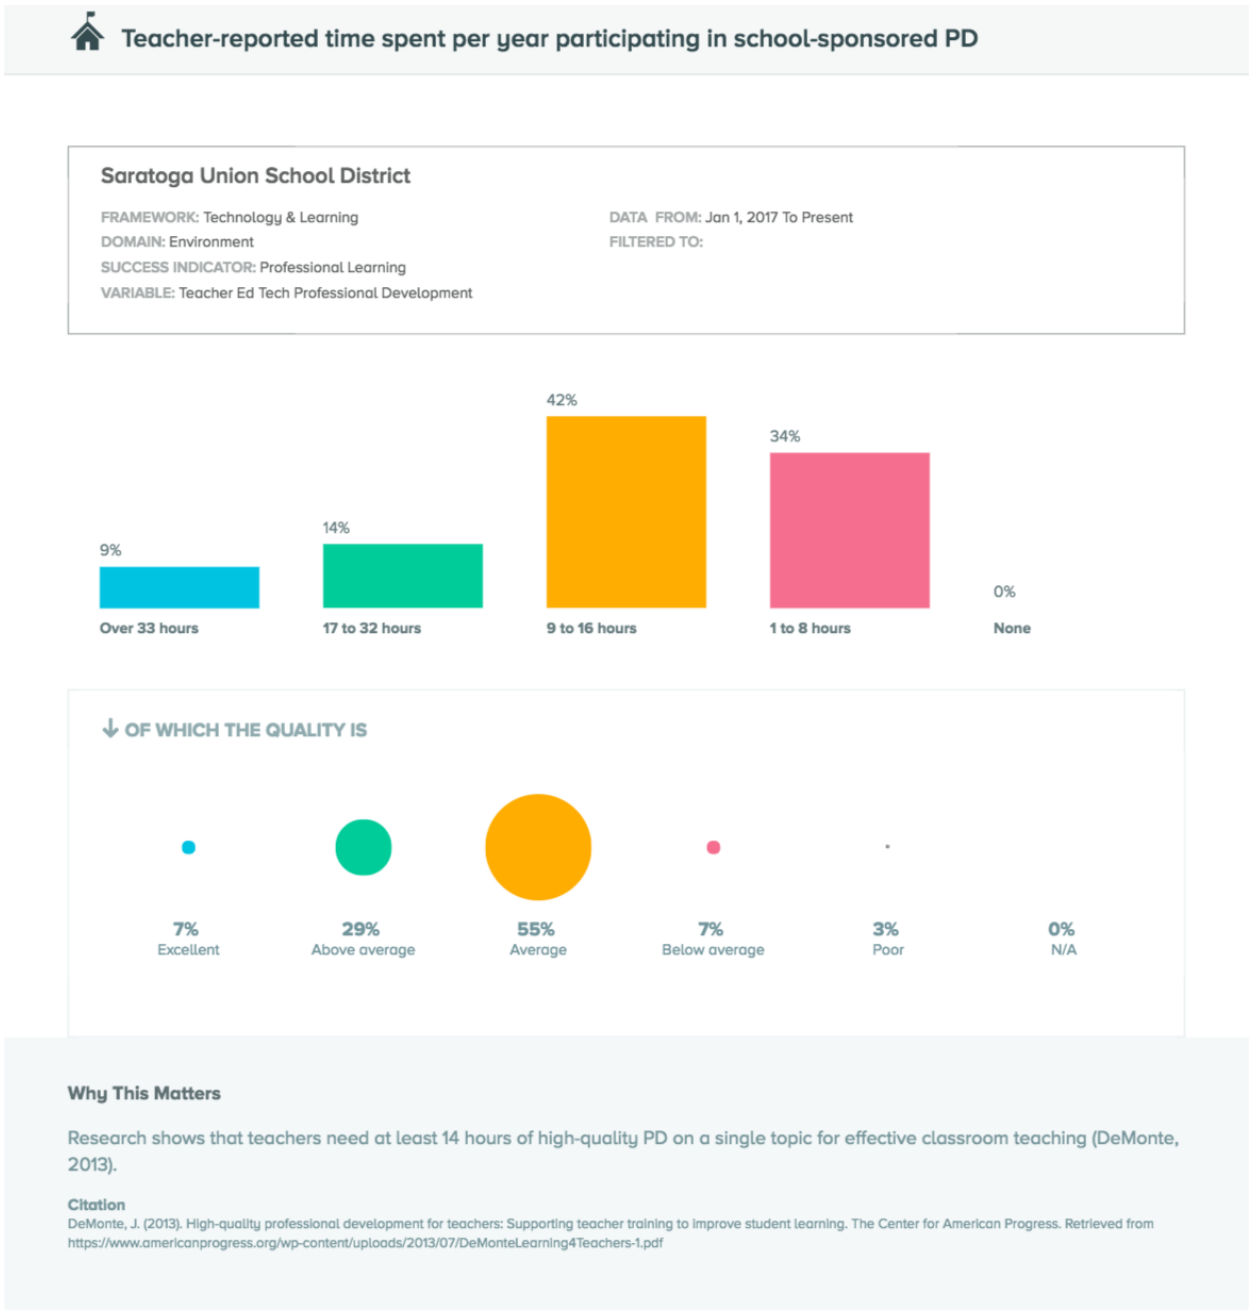 Teacher-reported time spent per year participating in school-sponsored PD
Saratoga Union School District
FRAMEWORK: Technology & Learning
DATA FROM: Jan 1, 2017 To Present
DOMAIN: Environment
FILTERED TO:
SUCCESS INDICATOR: Professional Learning
VARIABLE: Teacher Ed Tech Professional Development
9%
14%
42%
34%
0%
Over 33 hours
17 to 32 hours
9 to 16 hours
1 to 8 hours
None
↓ OF WHICH THE QUALITY IS
7%
29%
55%
7%
3%
0%
Excellent
Above average
Average
Below average
Poor
N/A
Why This Matters
Research shows that teachers need at least 14 hours of high-quality PD on a single topic for effective classroom teaching (DeMonte,
2013).
Citation
DeMonte, J. (2013). High-quality professional development for teachers: Supporting teacher training to improve student learning. The Center for American Progress. Retrieved from
https://www.americanprogress.org/wp-content/uploads/2013/07/DeMonteLearning4Teachers-1.pdf